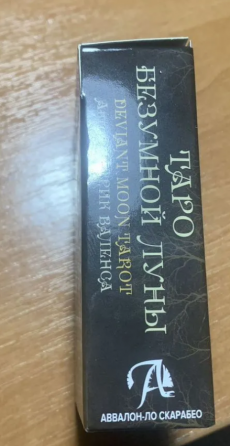 ТАРО
БЕЗУМНОЙ ЛУНЫ
DEVIANT MOON TAROT
ВАЛЕНСА
А
АВВАЛОН-ЛО СКАРАБЕО